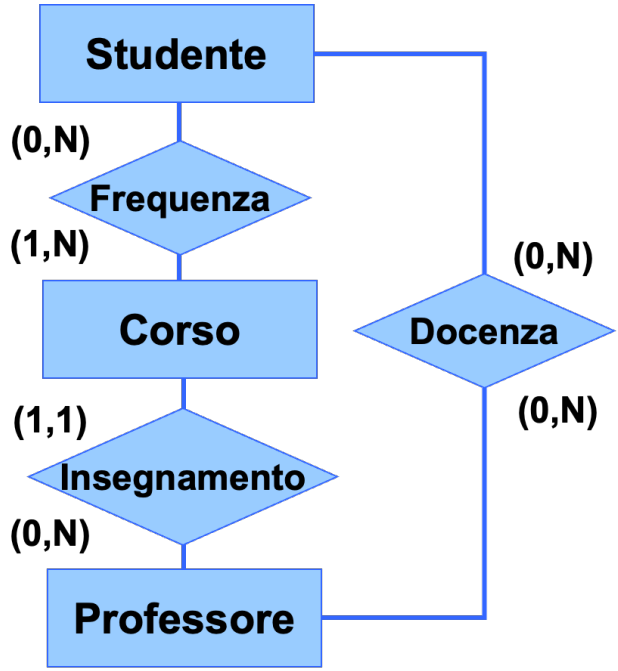 Studente
(0,N)
Frequenza
(1,N)
Corso
(1,1)
Insegnamento
(0,N)
Professore
(0,N)
Docenza
(0,N)